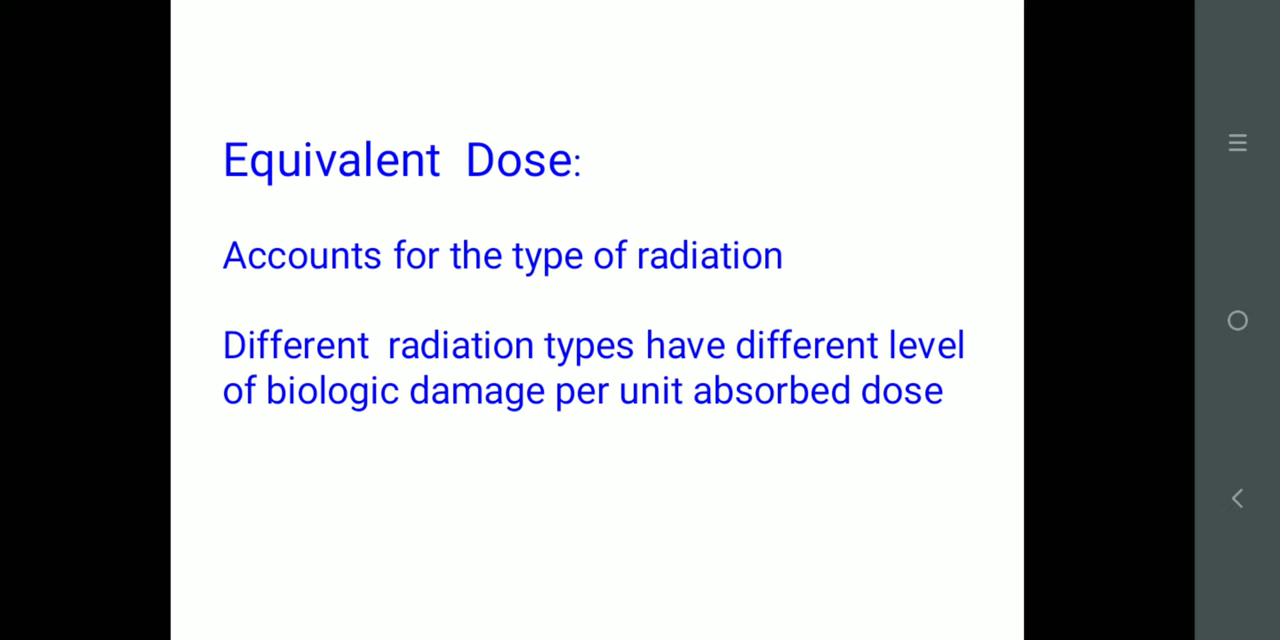 Equivalent Dose:
Accounts for the type of radiation
Different radiation types have different level
of biologic damage per unit absorbed dose